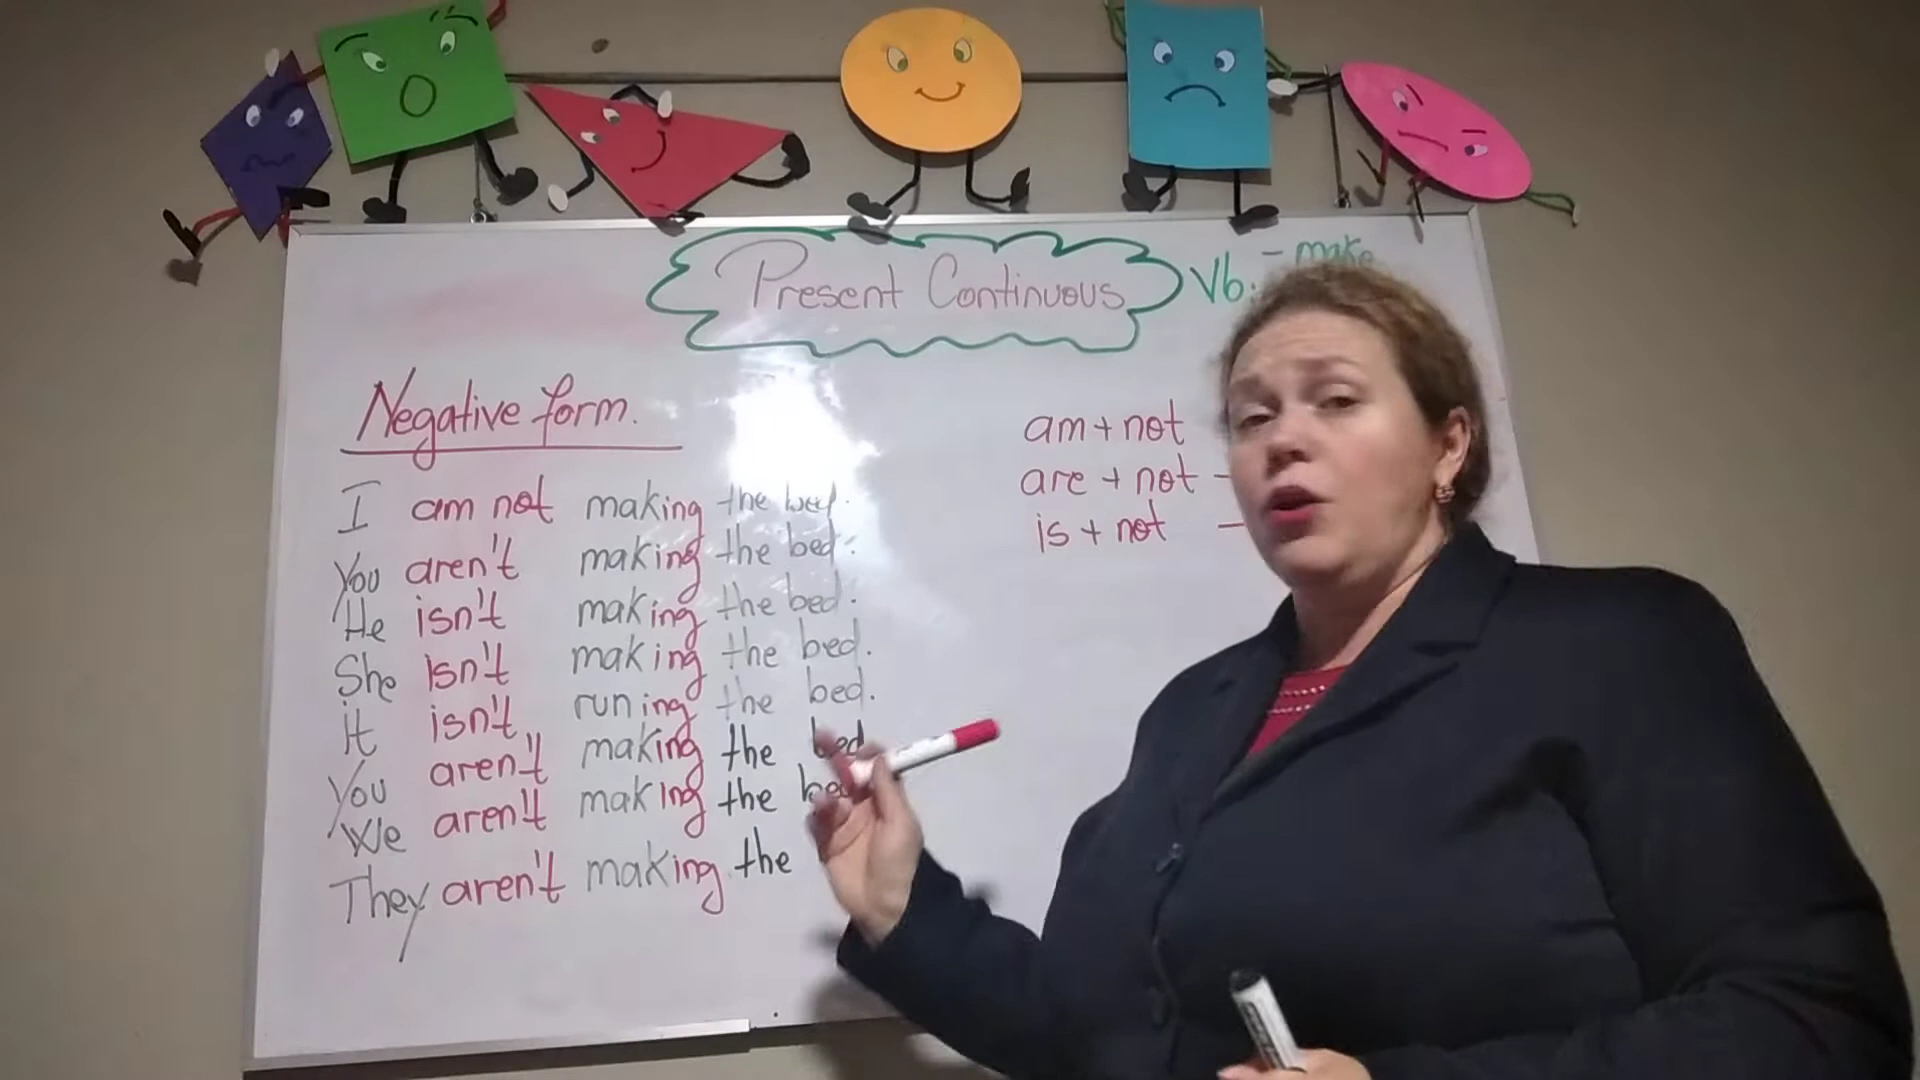 Present Continuous
Vb: - make
Negative form.
I am not making the bed.
You aren't making the bed.
He isn't making the bed.
She isn't making the bed.
it isn't runing the bed.
You aren't making the bed
We aren't making the bed
They aren't making the
am + not
are + not -
is + not -